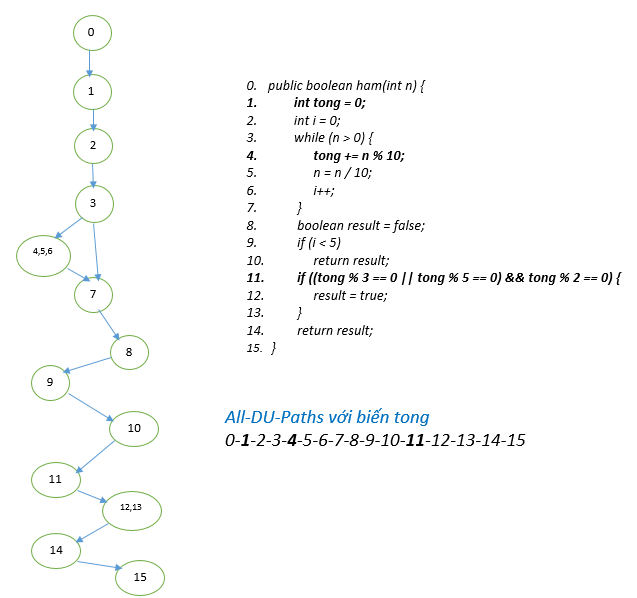 0
1
2
3
4,5,6
7
8
9
10
11
12,13
14
15
0. public boolean ham(int n) {
1. int tong = 0;
2. int i = 0;
3. while (n > 0) {
4. tong += n % 10;
5. n = n / 10;
6. i++;
7. }
8. boolean result = false;
9. if (i < 5)
10. return result;
11. if ((tong % 3 == 0 || tong % 5 == 0) && tong % 2 == 0) {
12. result = true;
13. }
14. return result;
15. }
All-DU-Paths với biến tong
0-1-2-3-4-5-6-7-8-9-10-11-12-13-14-15